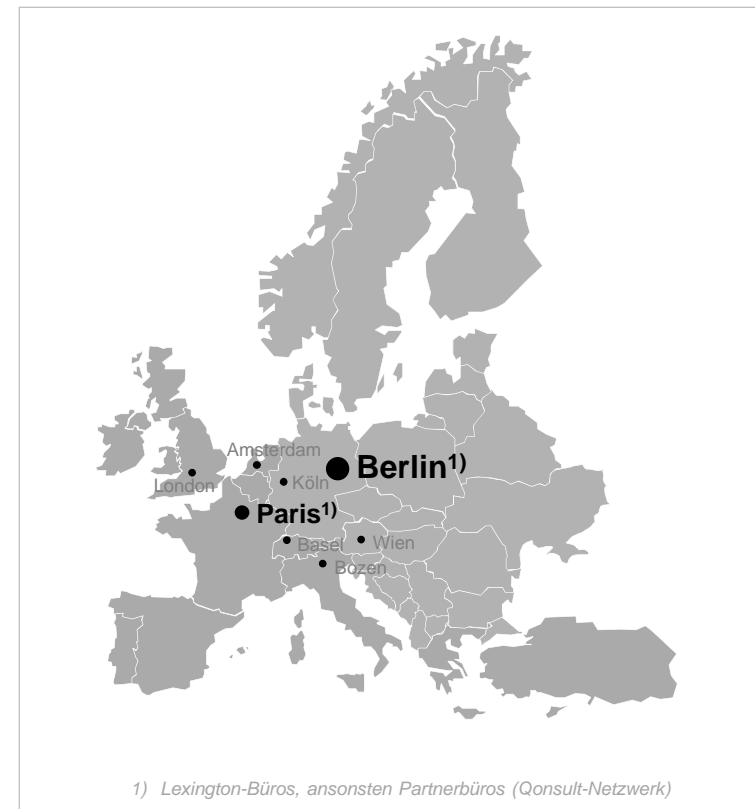 Amsterdam
Berlin1)
London
Köln
Paris1)
Basel
Wien
Bozen
1) Lexington-Büros, ansonsten Partnerbüros (Qonsult-Netzwerk)